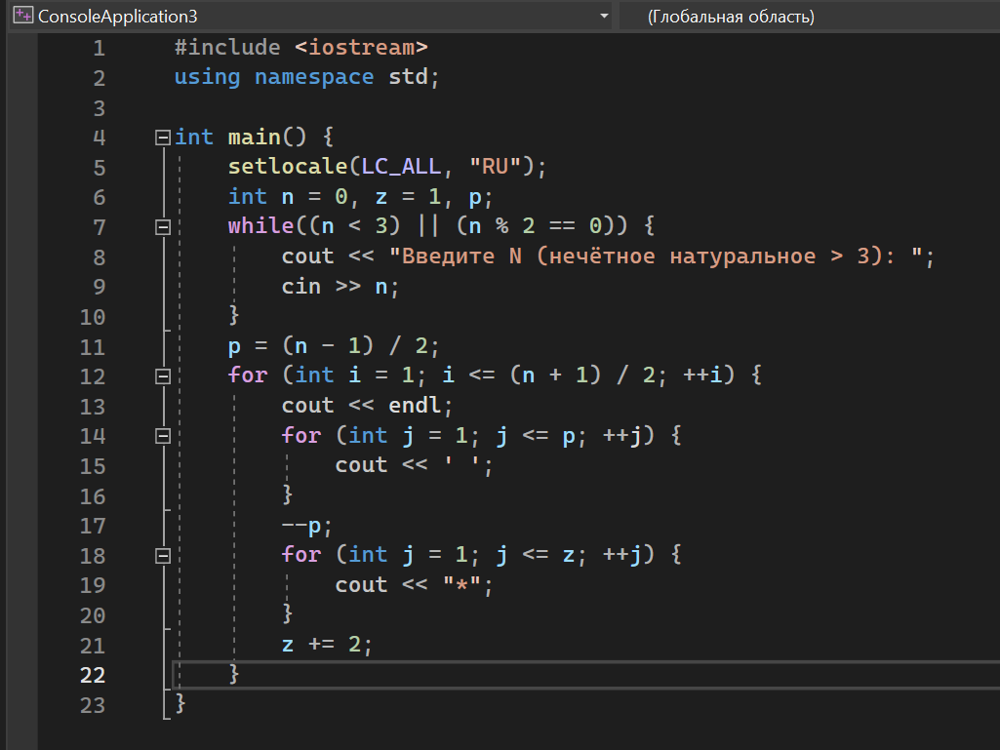 ConsoleApplication3 (Глобальная область)
1 #include <iostream>
2 using namespace std;
3
4 int main() {
5 setlocale(LC_ALL, "RU");
6 int n = 0, z = 1, p;
7 while((n < 3) || (n % 2 == 0)) {
8 cout << "Введите N (нечётное натуральное > 3): ";
9 cin >> n;
10 }
11 p = (n - 1) / 2;
12 for (int i = 1; i <= (n + 1) / 2; ++i) {
13 cout << endl;
14 for (int j = 1; j <= p; ++j) {
15 cout << ' ';
16 }
17 --p;
18 for (int j = 1; j <= z; ++j) {
19 cout << "*";
20 }
21 z += 2;
22 }
23 }